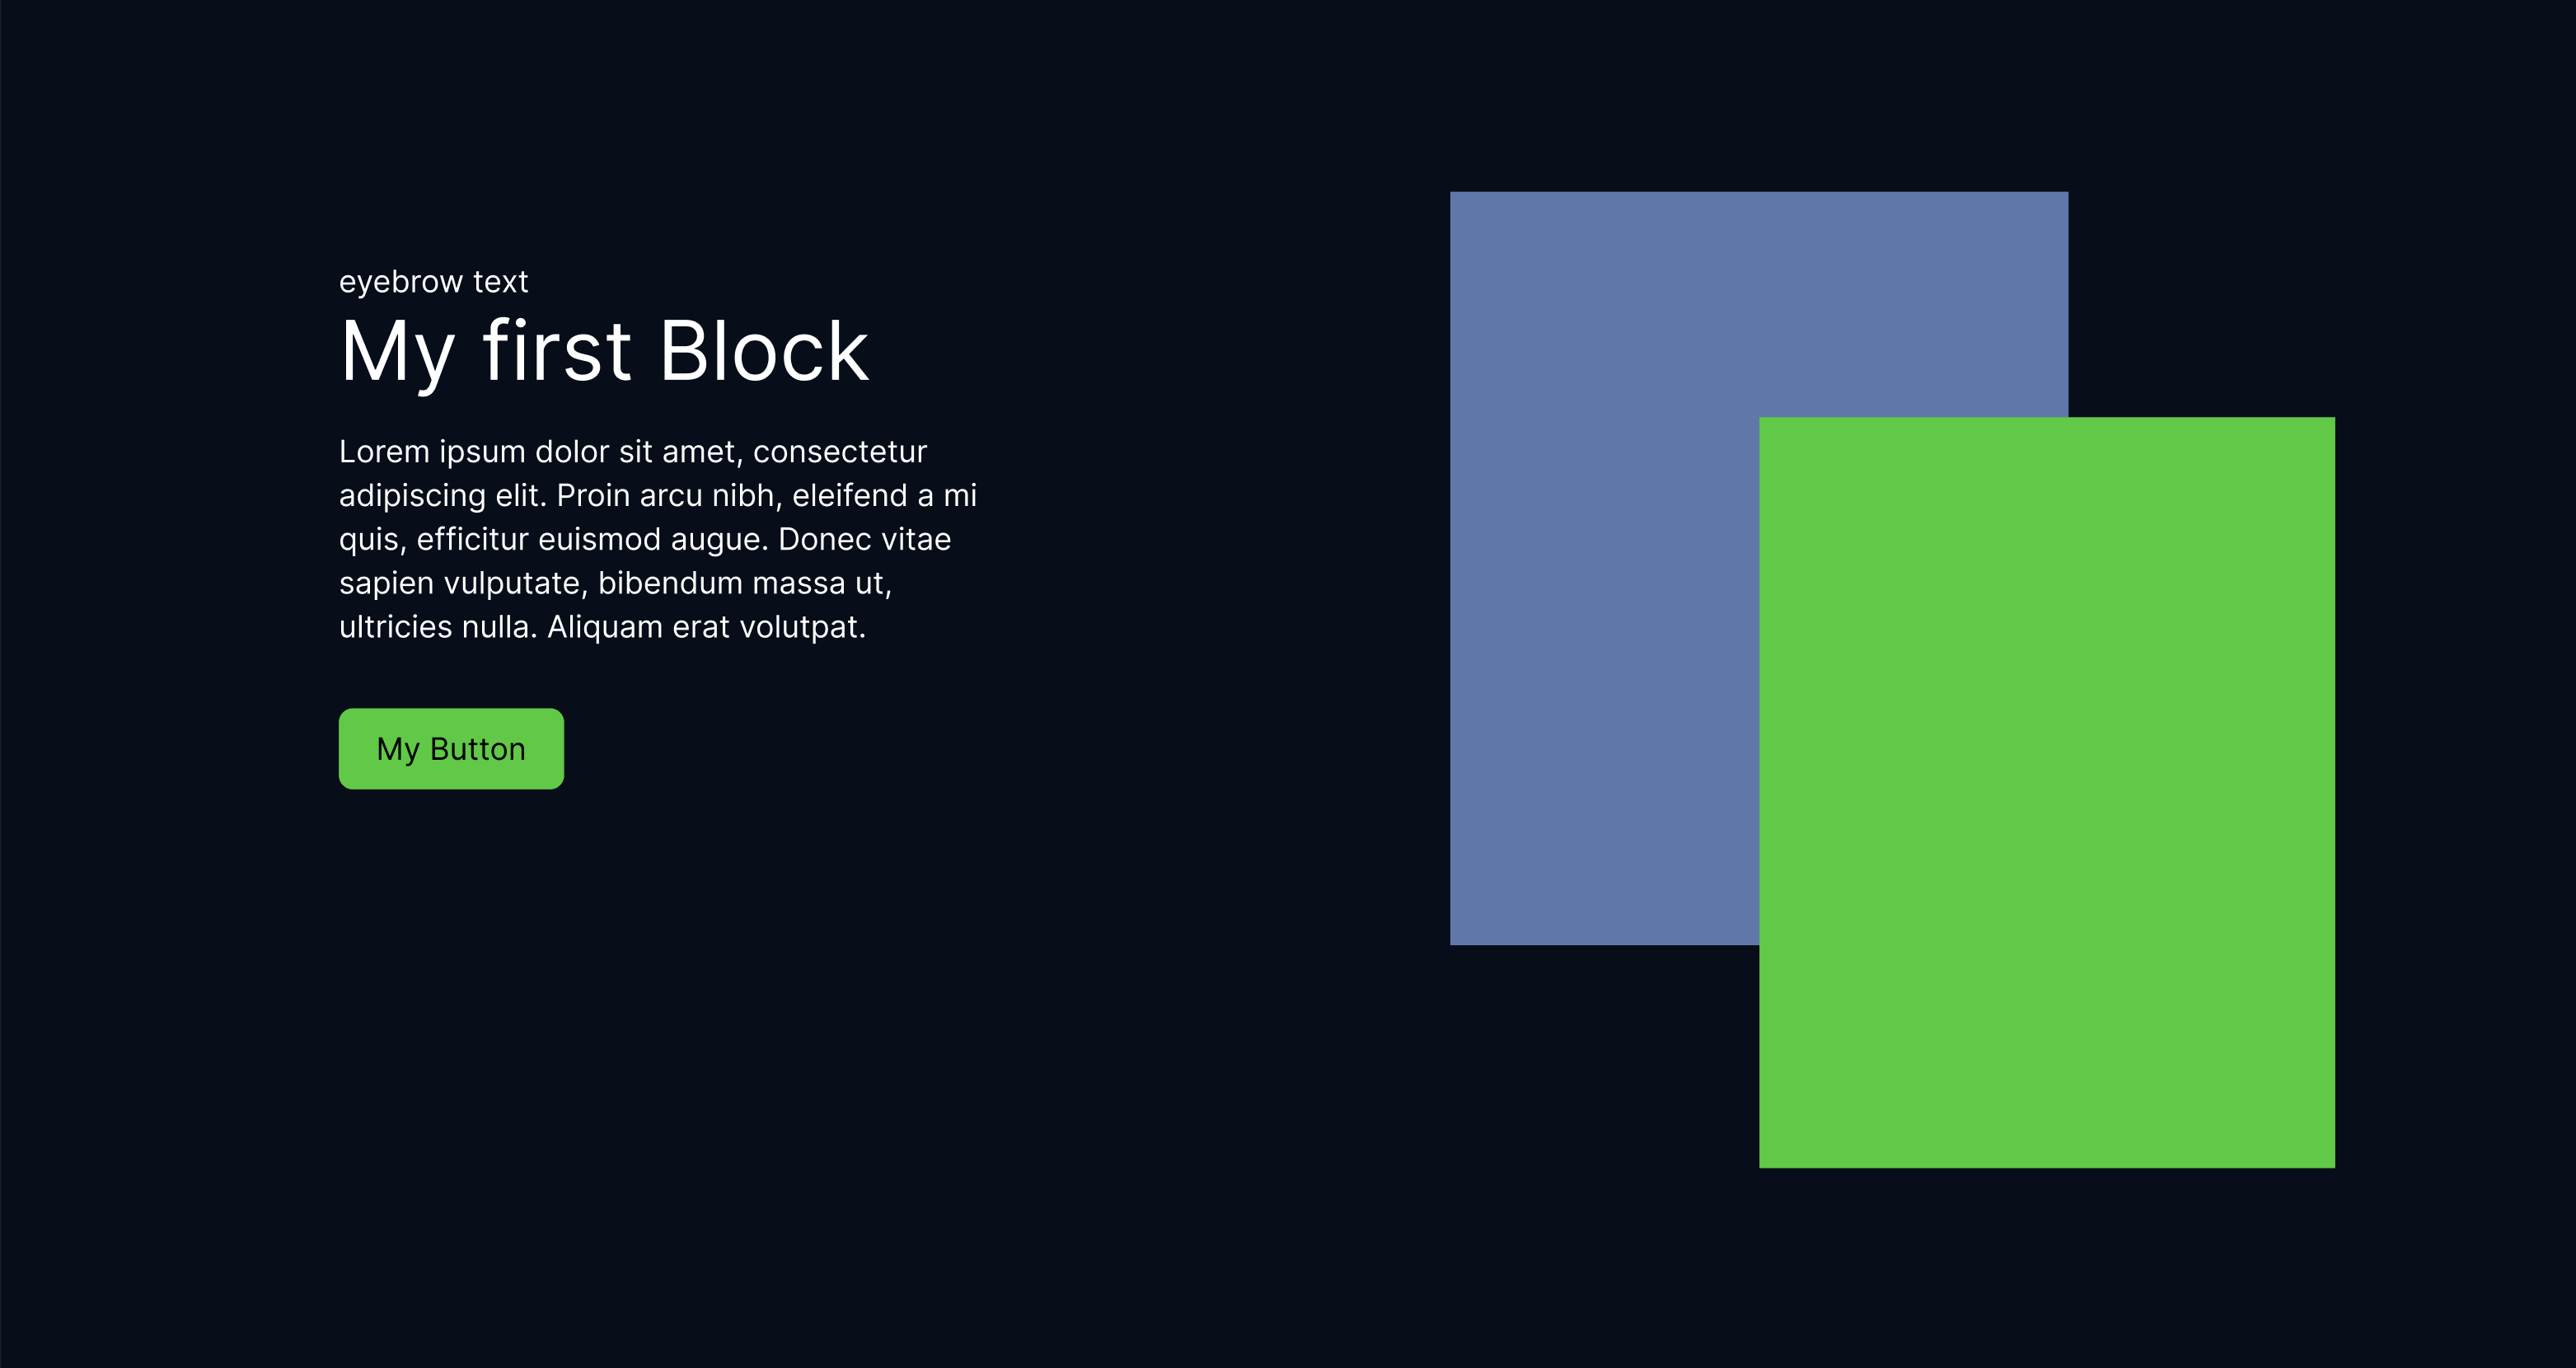 eyebrow text
My first Block
Lorem ipsum dolor sit amet, consectetur
adipiscing elit. Proin arcu nibh, eleifend a mi
quis, efficitur euismod augue. Donec vitae
sapien vulputate, bibendum massa ut,
ultricies nulla. Aliquam erat volutpat.
My Button